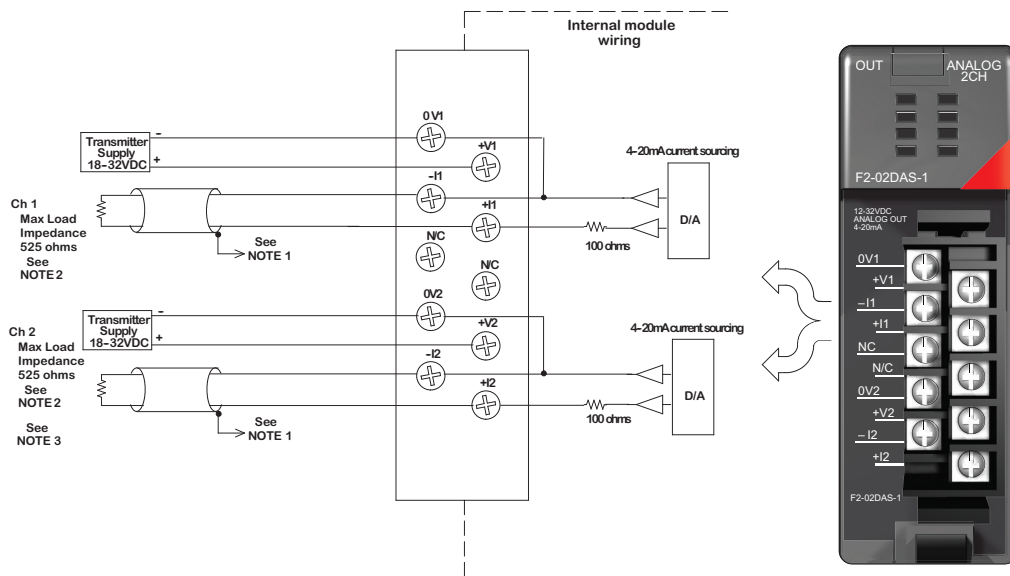 Internal module
wiring
0V1
+V1
-I1
+I1
N/C
N/C
0V2
+V2
-I2
+I2
Transmitter
Supply
18-32VDC
-
+
Ch 1
Max Load
Impedance
525 ohms
See
NOTE 2
See
NOTE 1
4-20mA current sourcing
D/A
100 ohms
Transmitter
Supply
18-32VDC
-
+
Ch 2
Max Load
Impedance
525 ohms
See
NOTE 2
See
NOTE 3
See
NOTE 1
4-20mA current sourcing
D/A
100 ohms
OUT
ANALOG
2CH
F2-02DAS-1
12-32VDC
ANALOG OUT
4-20mA
0V1
+V1
-I1
+I1
NC
N/C
0V2
+V2
-I2
+I2
F2-02DAS-1